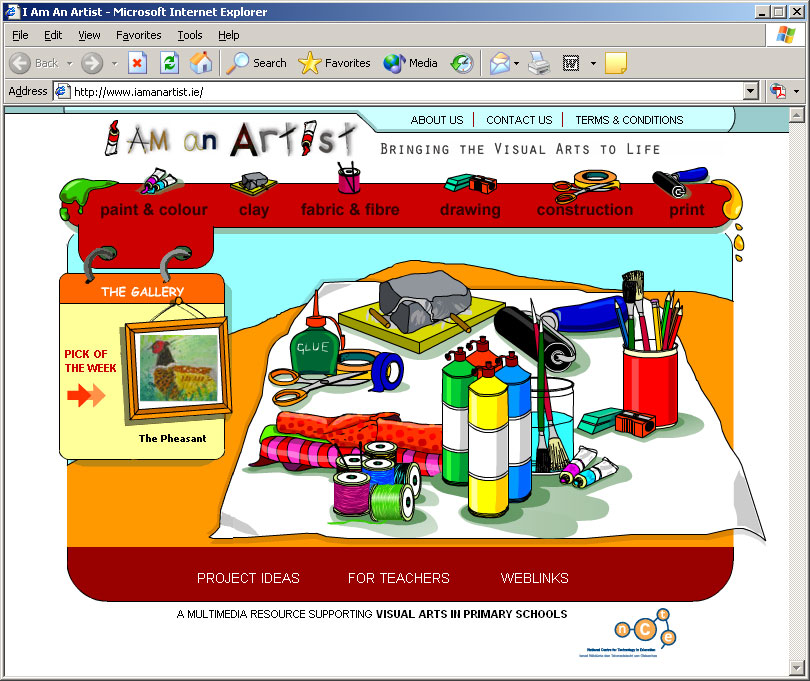 I Am An Artist - Microsoft Internet Explorer
File Edit View Favorites Tools Help
Back Search Favorites Media
Address http://www.iamanartist.ie/
ABOUT US CONTACT US TERMS & CONDITIONS
I AM an ArtIst
BRINGING THE VISUAL ARTS TO LIFE
paint & colour clay fabric & fibre drawing construction print
THE GALLERY
PICK OF
THE WEEK
The Pheasant
GLUE
PROJECT IDEAS FOR TEACHERS WEBLINKS
A MULTIMEDIA RESOURCE SUPPORTING VISUAL ARTS IN PRIMARY SCHOOLS
ncte
National Centre for Technology in Education